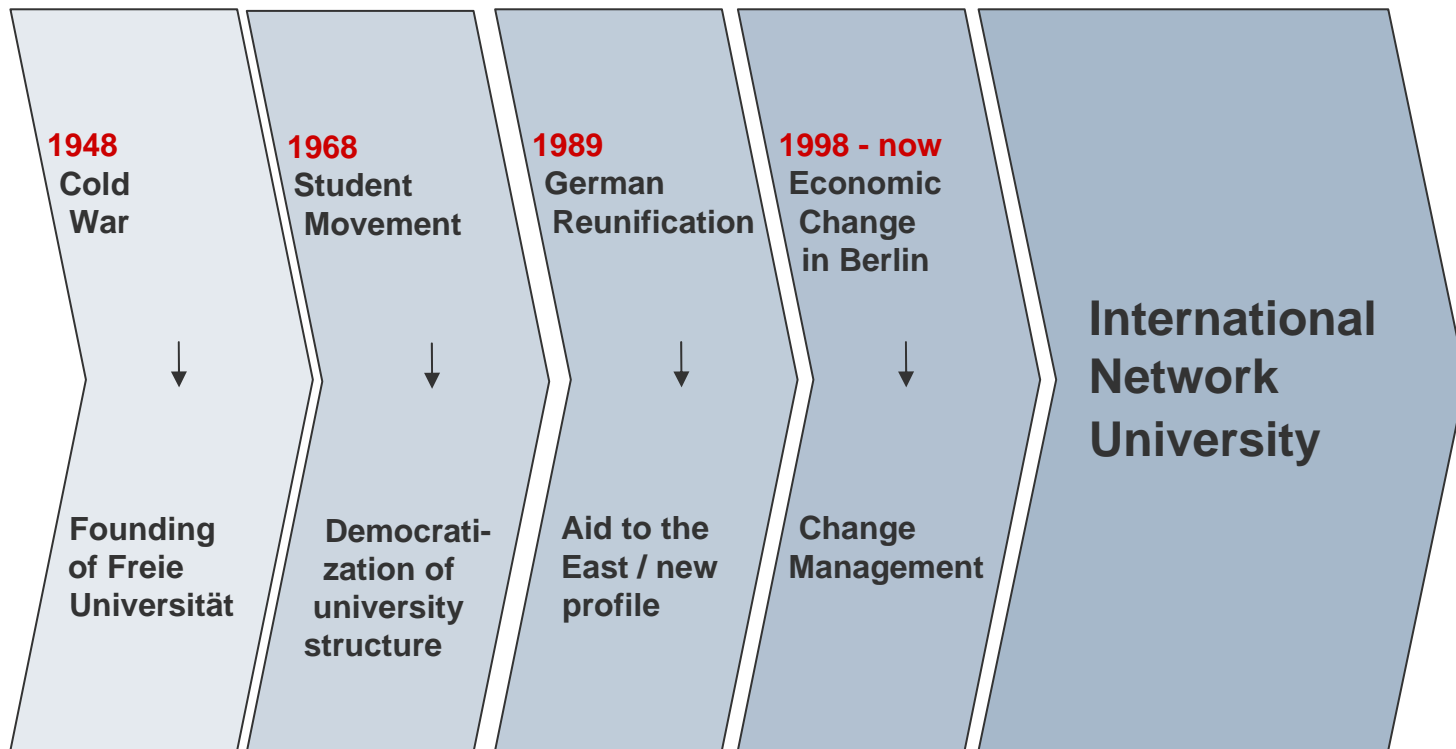 1948
Cold
War
Founding
of Freie
Universität
1968
Student
Movement
Democrati-
zation of
university
structure
1989
German
Reunification
Aid to the
East / new
profile
1998 - now
Economic
Change
in Berlin
Change
Management
International
Network
University